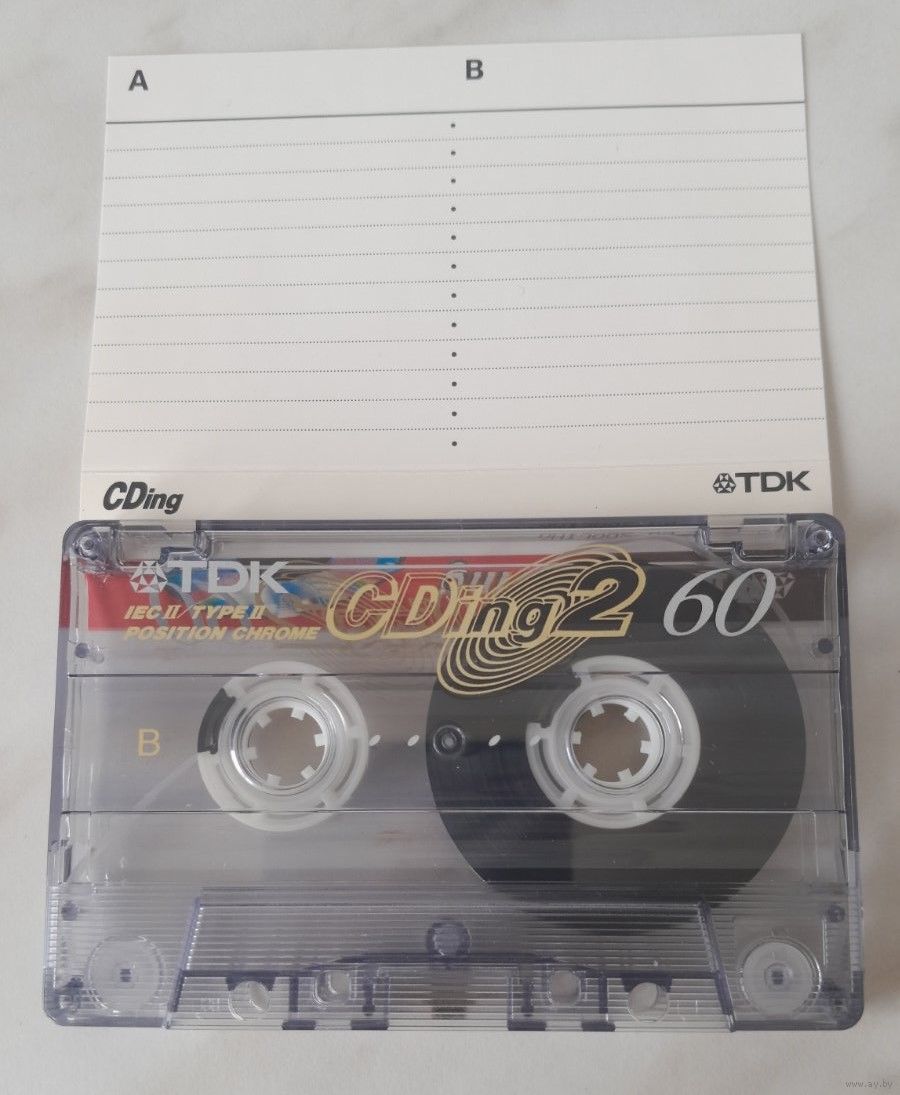 A B
CDing TDK
TDK CDing2 60
IEC II/TYPE II
POSITION CHROME
B
www.ay.by